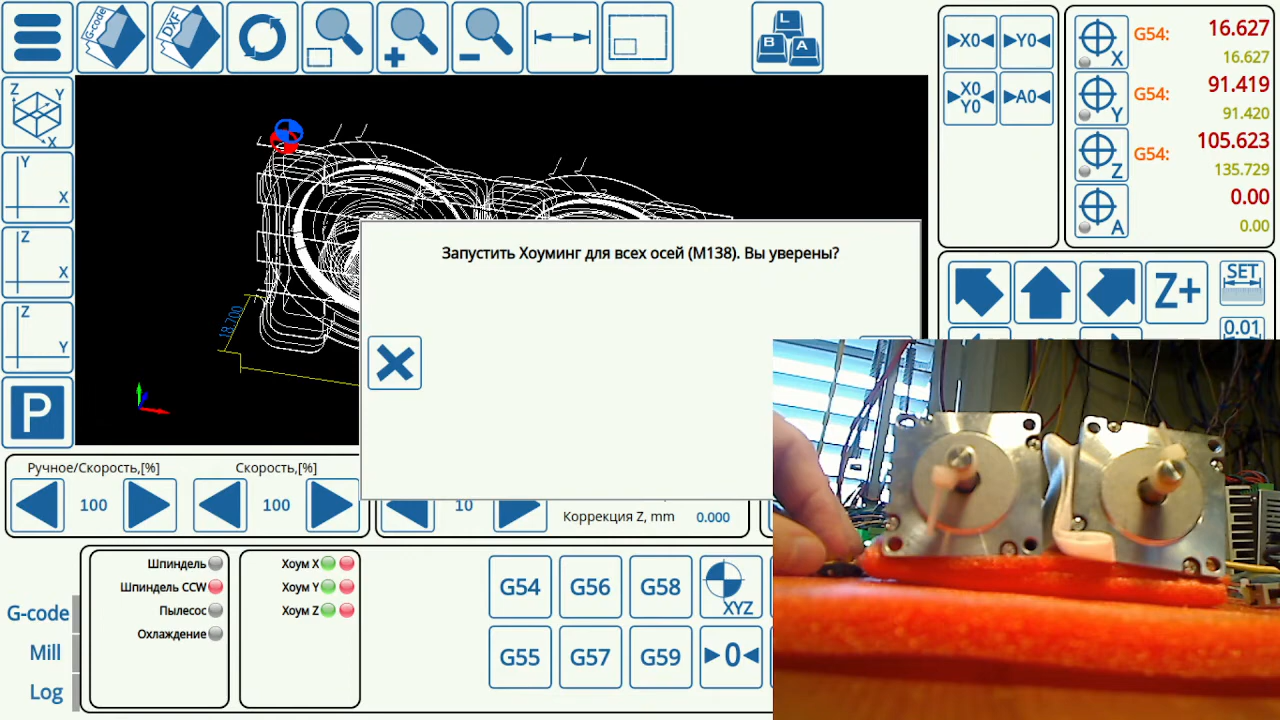 G-code
DXF
L
B
A
X0
Y0
X0
Y0
A0
X
G54:
16.627
16.627
Y
G54:
91.419
91.420
Z
G54:
105.623
135.729
A
0.00
0.00
Z
Y
X
Y
X
Z
X
Z
Y
P
18.700
Запустить Хоуминг для всех осей (M138). Вы уверены?
Z+
SET
0.01
Ручное/Скорость,[%]
100
Скорость,[%]
100
10
Коррекция Z, mm
0.000
G-code
Mill
Log
Шпиндель
Шпиндель CCW
Пылесос
Охлаждение
Хоум X
Хоум Y
Хоум Z
G54
G56
G58
XYZ
G55
G57
G59
0